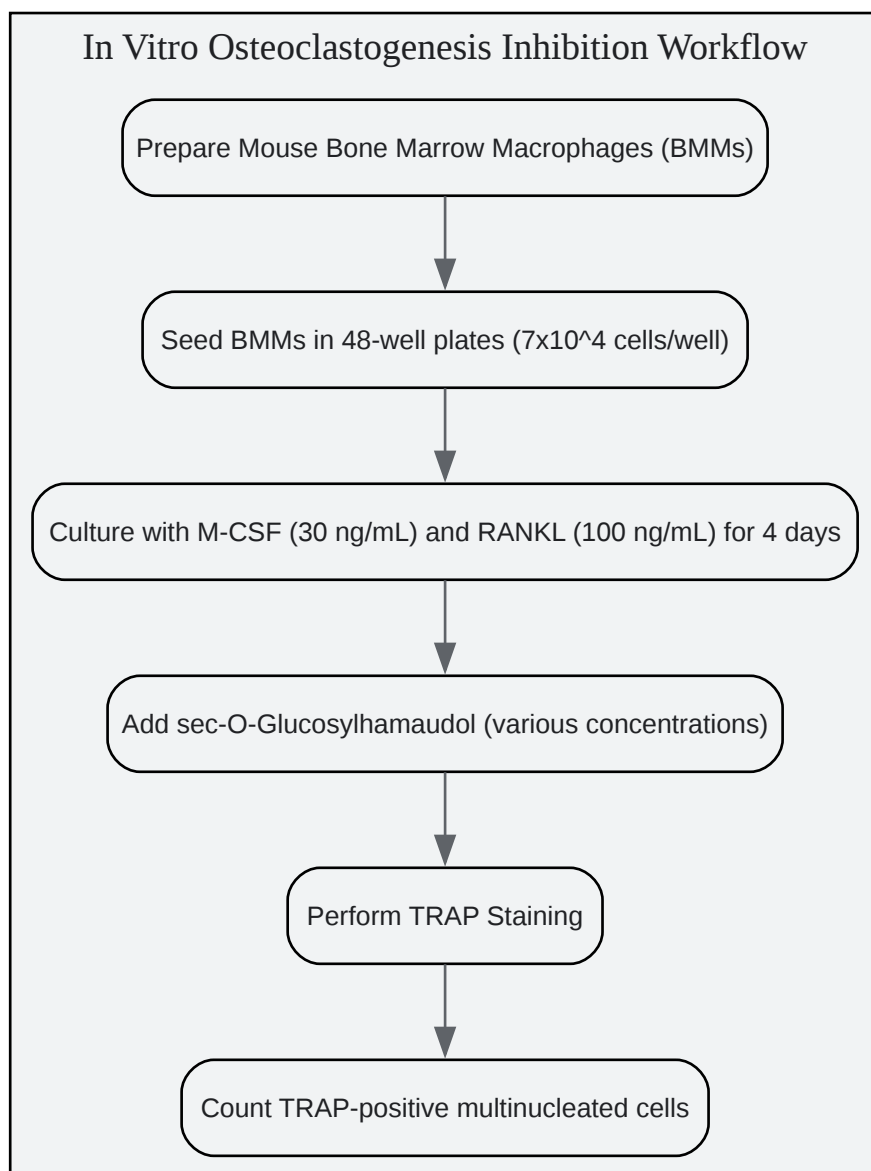 In Vitro Osteoclastogenesis Inhibition Workflow
Prepare Mouse Bone Marrow Macrophages (BMMs)
Seed BMMs in 48-well plates (7x10^4 cells/well)
Culture with M-CSF (30 ng/mL) and RANKL (100 ng/mL) for 4 days
Add sec-O-Glucosylhamaudol (various concentrations)
Perform TRAP Staining
Count TRAP-positive multinucleated cells